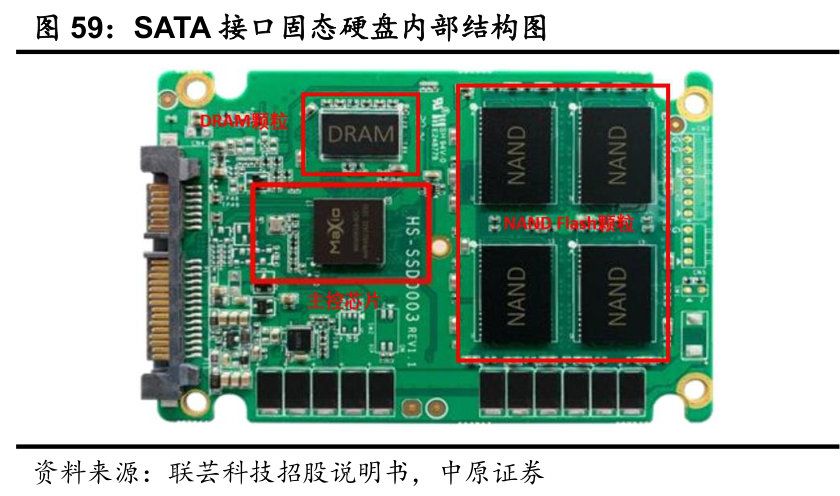 图 59：SATA 接口固态硬盘内部结构图
DRAM颗粒
DRAM
NAND
NAND
NAND Flash颗粒
MaXio
HS-SSD0003 REV1.1
主控芯片
NAND
NAND
资料来源：联芸科技招股说明书，中原证券